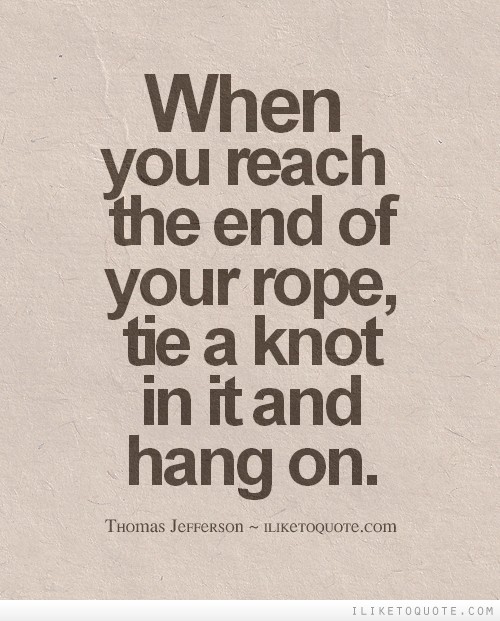 When
you reach
the end of
your rope,
tie a knot
in it and
hang on.
Thomas Jefferson ~ iliketoquote.com
ILIKETOQUOTE.COM